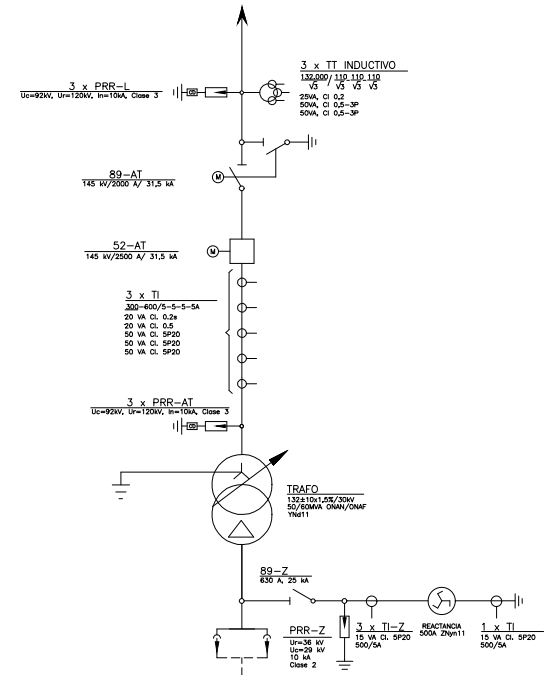 3 x TT INDUCTIVO
132,000/ 110 110 110
√3 √3 √3 √3
25VA, Cl 0,2
50VA, Cl 0,5-3P
50VA, Cl 0,5-3P
3 x PRR-L
Uc=92kV, Ur=120kV, In=10kA, Clase 3
89-AT
145 kV/2000 A/ 31,5 kA
M
52-AT
145 kV/2500 A/ 31,5 kA
M
3 x TI
300-600/5-5-5-5-5A
20 VA Cl. 0.2s
20 VA Cl. 0.5
50 VA Cl. 5P20
50 VA Cl. 5P20
50 VA Cl. 5P20
3 x PRR-AT
Uc=92kV, Ur=120kV, In=10kA, Clase 3
TRAFO
132±10x1,5%/30kV
50/60MVA ONAN/ONAF
YNd11
89-Z
630 A, 25 kA
PRR-Z
Ur=36 kV
Uc=29 kV
10 kA
Clase 2
3 x TI-Z
15 VA Cl. 5P20
500/5A
REACTANCIA
500A ZNyn11
1 x TI
15 VA Cl. 5P20
500/5A